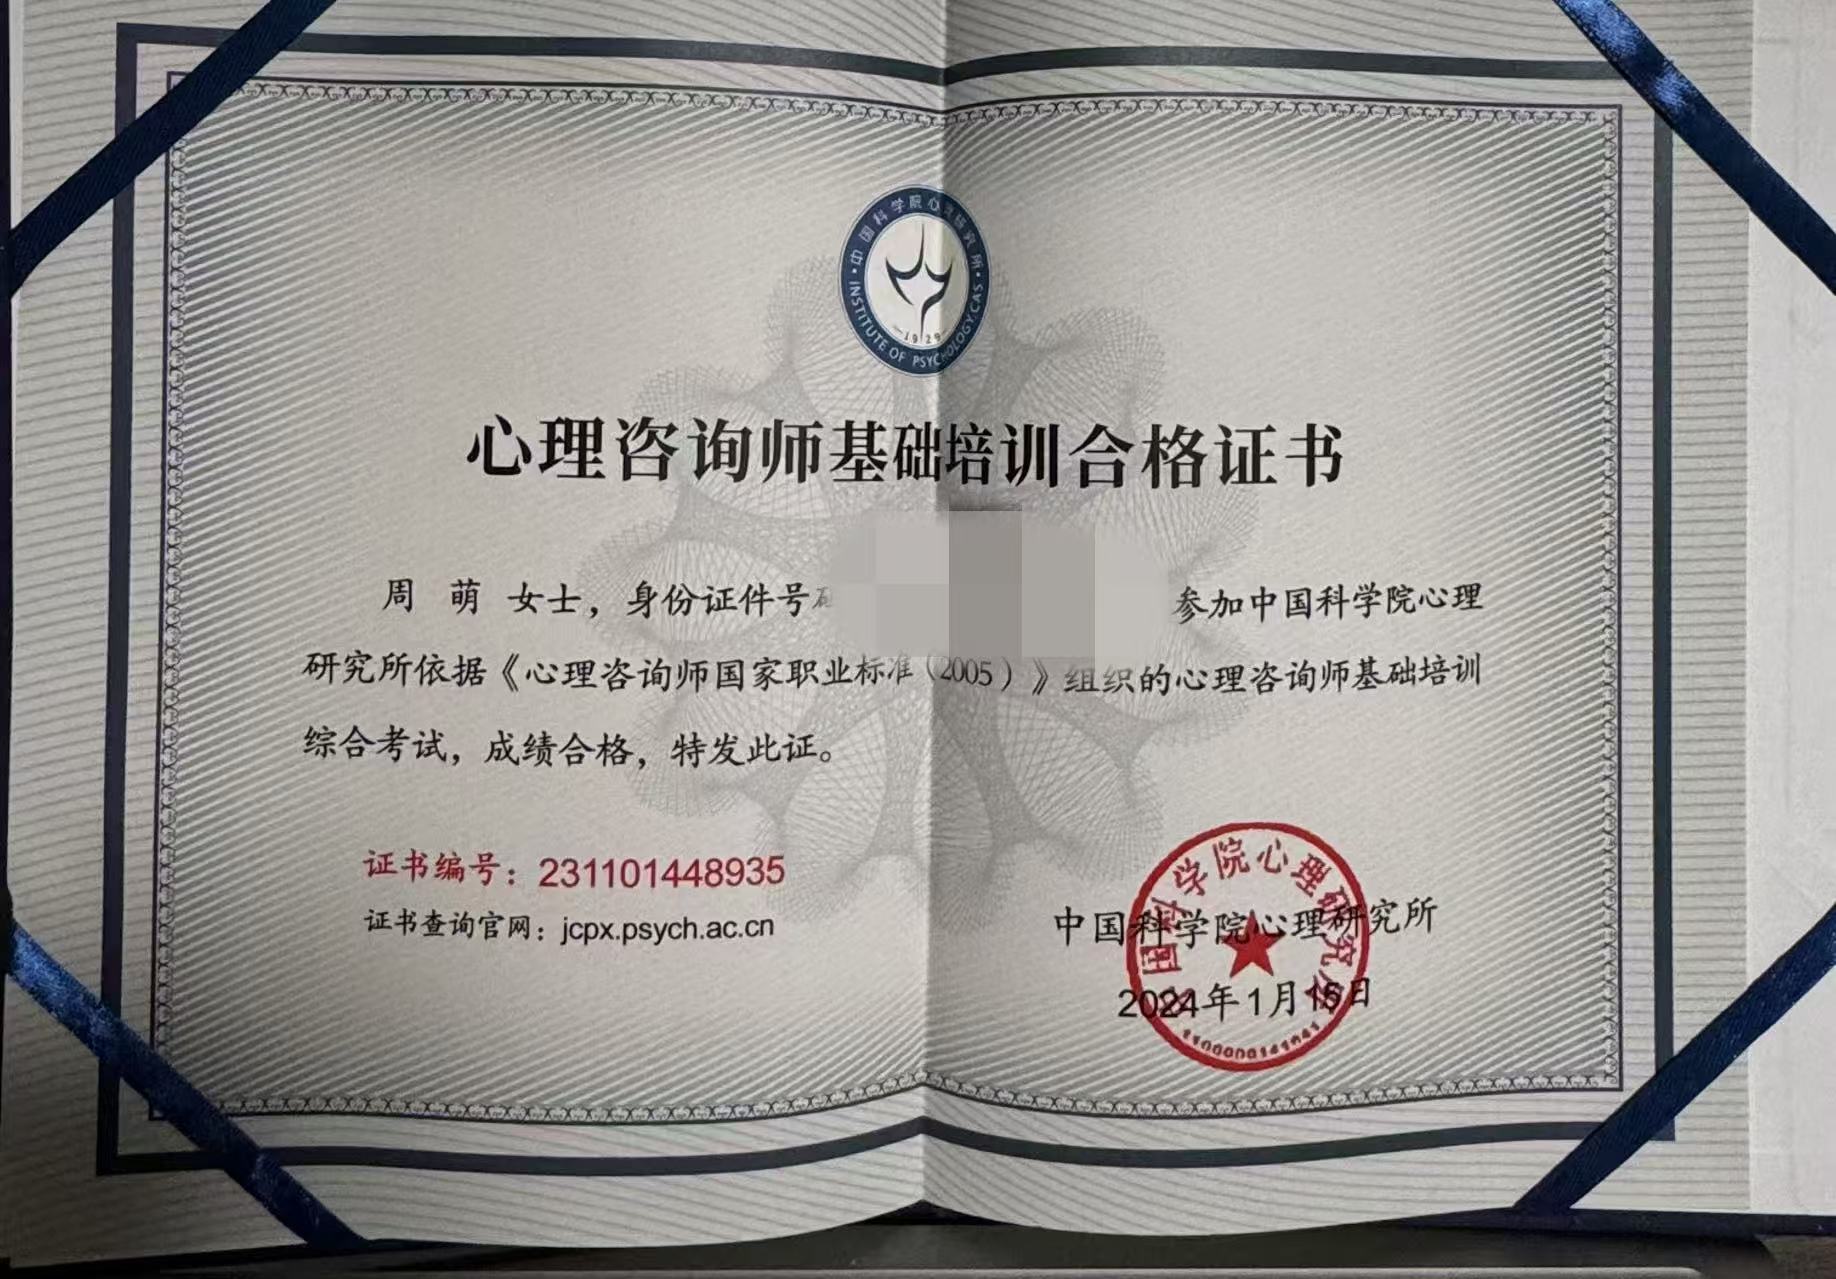 中国科学院心理研究所
INSTITUTE OF PSYCHOLOGY,CAS
1929
心理咨询师基础培训合格证书
周 萌 女士，身份证件号 参加中国科学院心理
研究所依据《心理咨询师国家职业标准（2005）》组织的心理咨询师基础培训
综合考试，成绩合格，特发此证。
证书编号：231101448935
证书查询官网：jcpx.psych.ac.cn
中国科学院心理研究所
2024年1月15日
中国科学院心理研究所